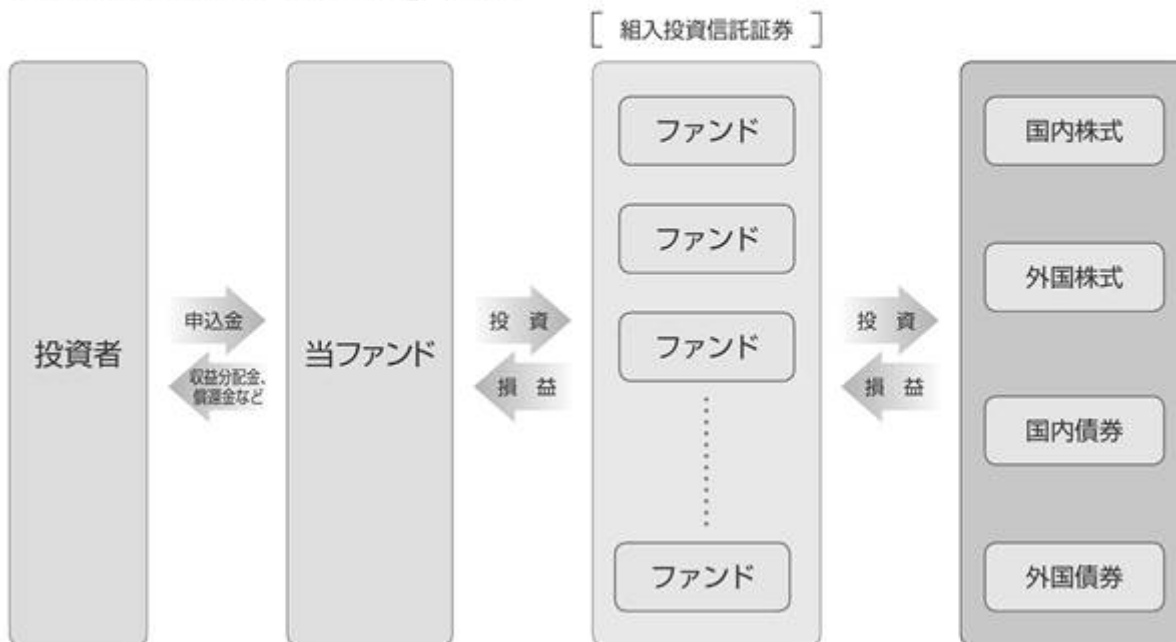 組入投資信託証券
投資者
申込金
収益分配金、
償還金など
当ファンド
投 資
損 益
ファンド
ファンド
ファンド
ファンド
投 資
損 益
国内株式
外国株式
国内債券
外国債券